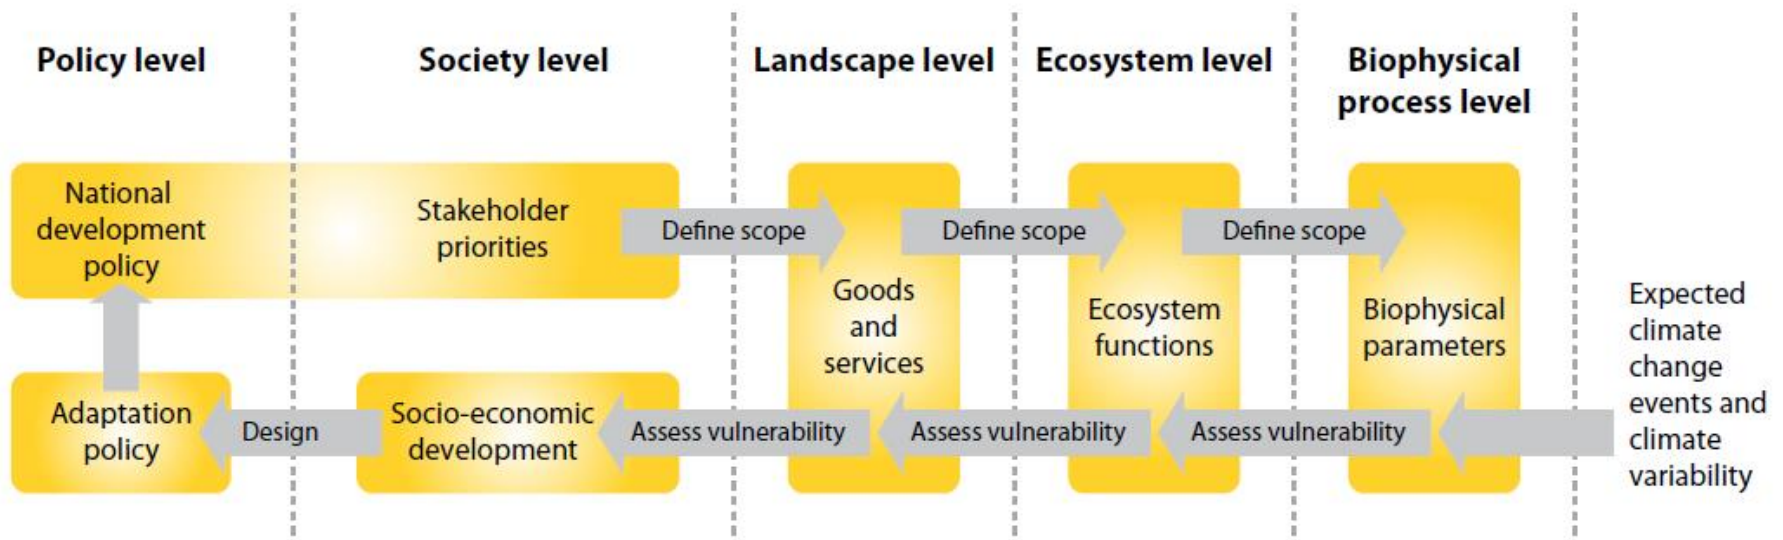 Policy level
Society level
Landscape level
Ecosystem level
Biophysical
process level
National
development
policy
Stakeholder
priorities
Define scope
Define scope
Define scope
Goods
and
services
Ecosystem
functions
Biophysical
parameters
Expected
climate
change
events and
climate
variability
Adaptation
policy
Design
Socio-economic
development
Assess vulnerability
Assess vulnerability
Assess vulnerability